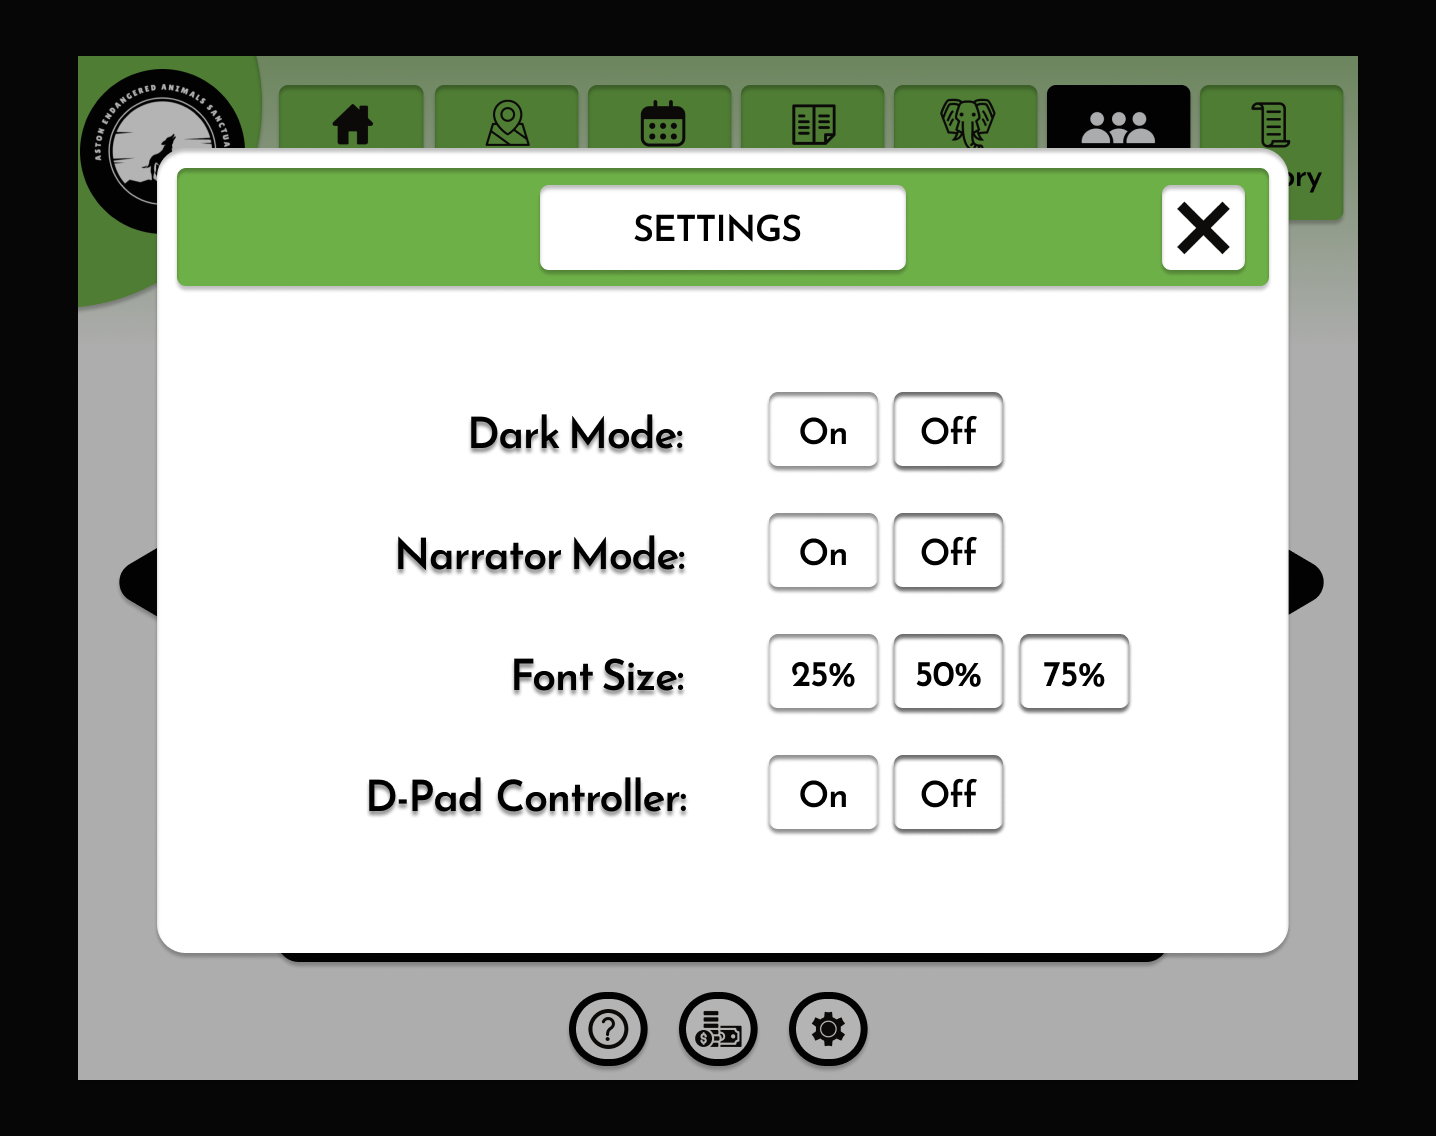 ASTON ENDANGERED ANIMALS
ory
SETTINGS
Dark Mode: On Off
Narrator Mode: On Off
Font Size: 25% 50% 75%
D-Pad Controller: On Off